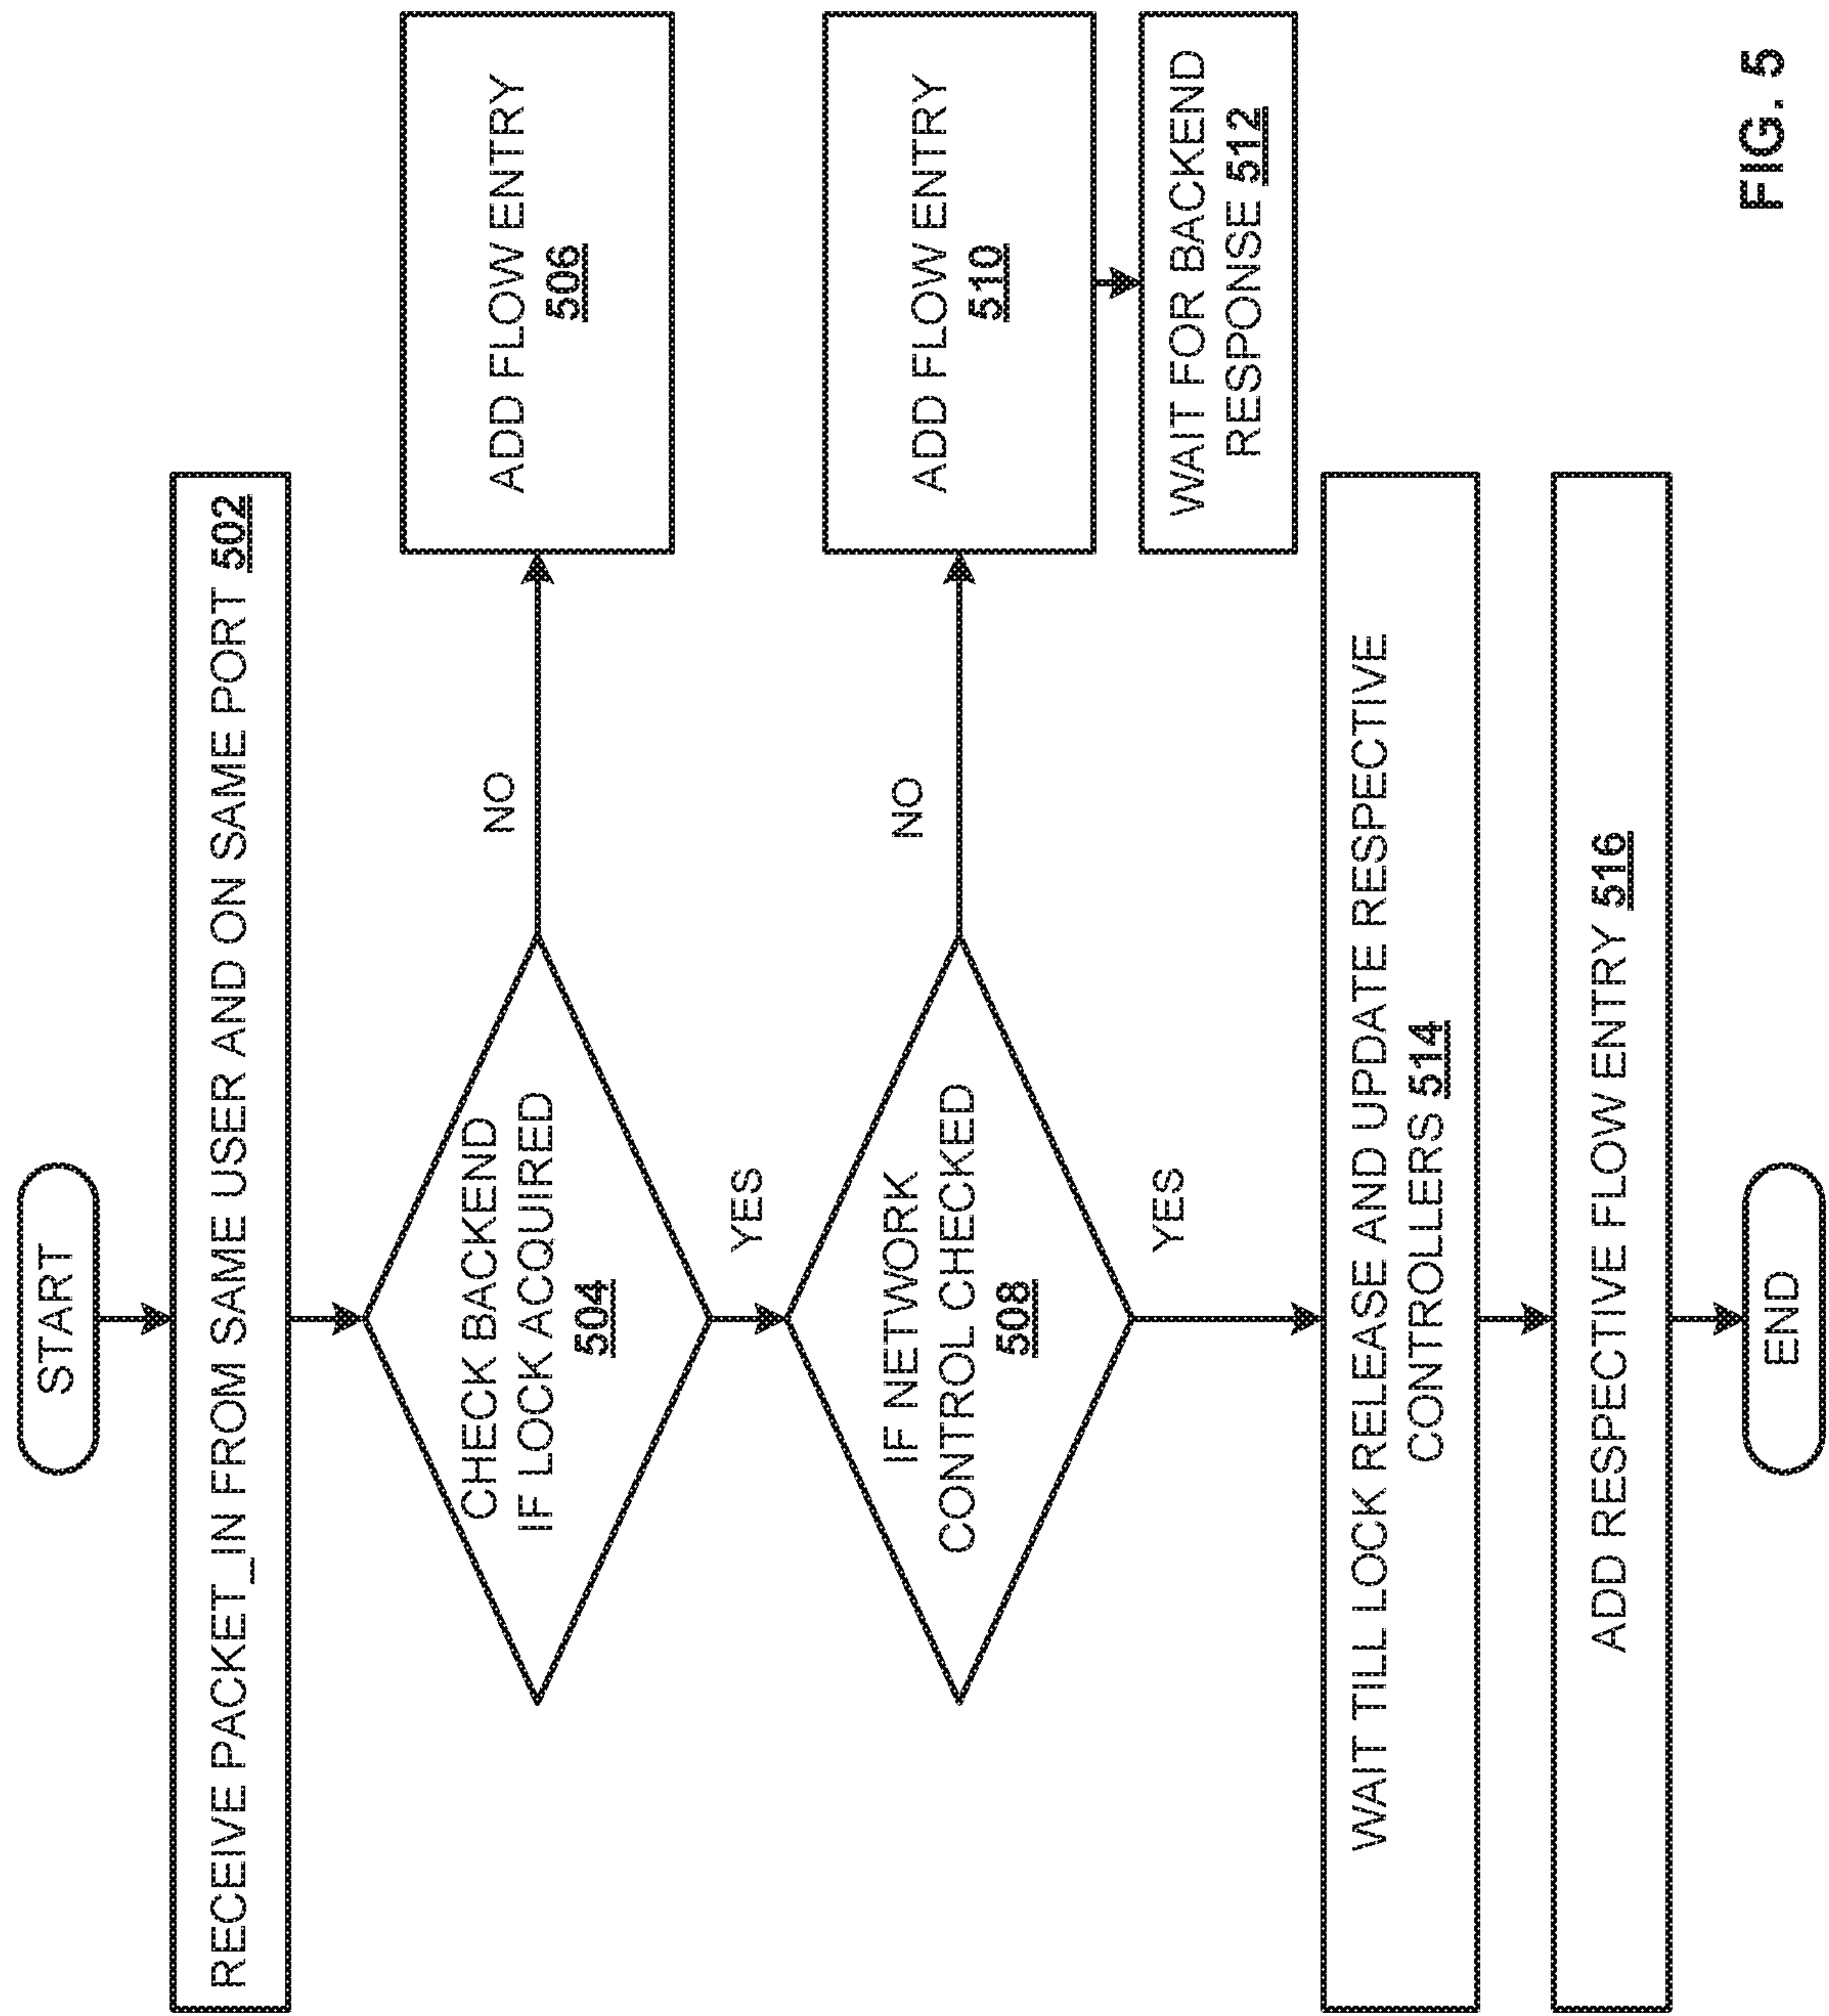 START
RECEIVE PACKET_IN FROM SAME USER AND ON SAME PORT 502
CHECK BACKEND
IF LOCK ACQUIRED
504
NO
ADD FLOW ENTRY
506
YES
IF NETWORK
CONTROL CHECKED
508
NO
ADD FLOW ENTRY
510
WAIT FOR BACKEND
RESPONSE 512
YES
WAIT TILL LOCK RELEASE AND UPDATE RESPECTIVE
CONTROLLERS 514
ADD RESPECTIVE FLOW ENTRY 516
END
FIG. 5